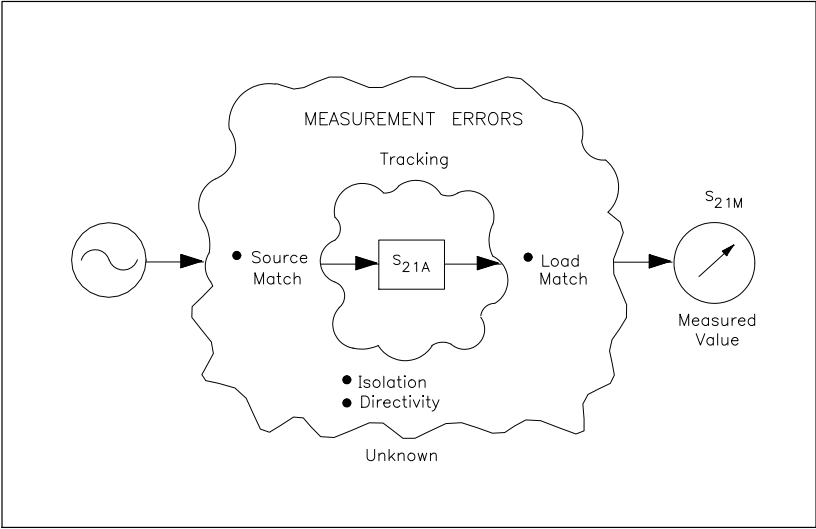 MEASUREMENT ERRORS
Tracking
S21M
Source
Match
S21A
Load
Match
Measured
Value
Isolation
Directivity
Unknown